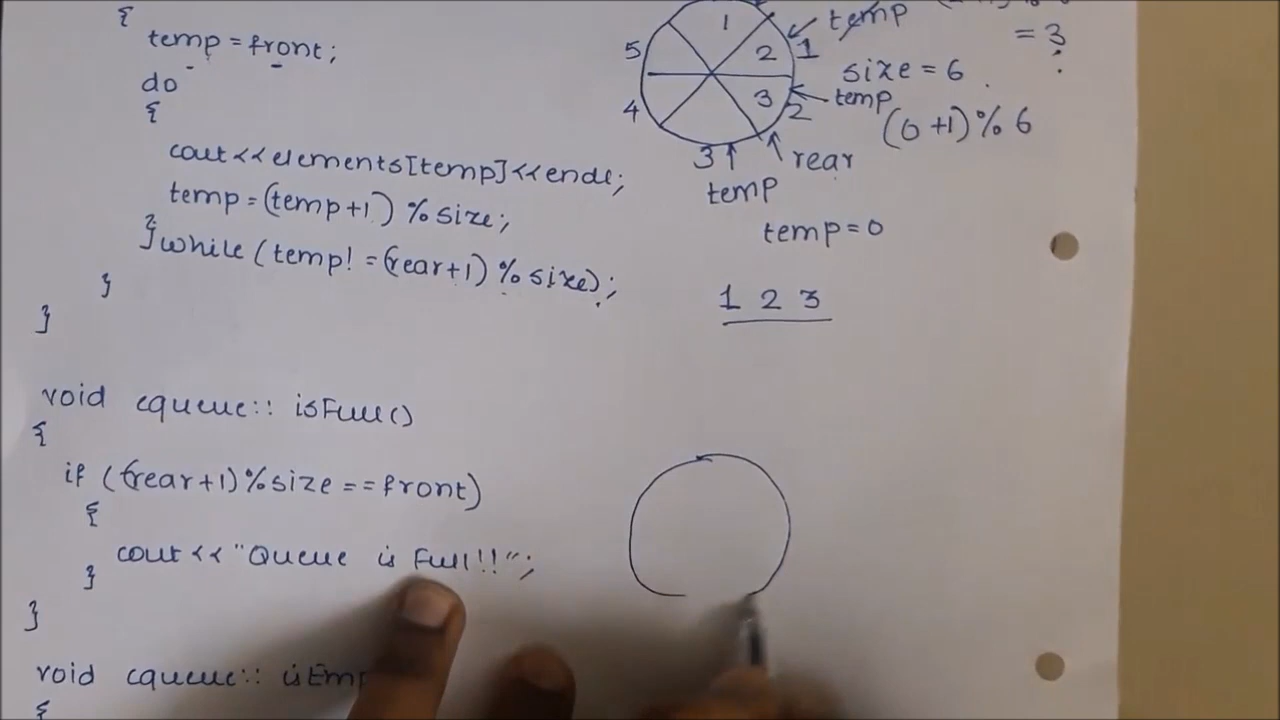 {
temp = front;
do
{
cout<<elements[temp]<<endl;
temp = (temp+1) % size;
} while (temp! = (rear+1) % size);
}
}
1
2
3
5
4
3
temp
1
size = 6
temp
2
(0 +1) % 6
= 3
rear
temp
temp = 0
1 2 3
void cqueue:: isFull()
{
if ((rear+1)%size==front)
{
cout<<"Queue is Full!!";
}
}
void cqueue:: isEmp
{